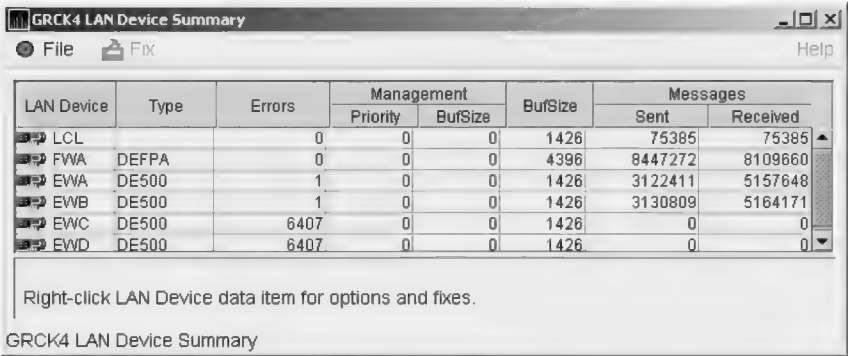 GRCK4 LAN Device Summary
File Fix Help
LAN Device Type Errors Management BufSize Messages
Priority BufSize Sent Received
LCL 0 0 0 1426 75385 75385
FWA DEFPA 0 0 0 4396 8447272 8109660
EWA DE500 1 0 0 1426 3122411 5157648
EWB DE500 1 0 0 1426 3130809 5164171
EWC DE500 6407 0 0 1426 0 0
EWD DE500 6407 0 0 1426 0 0
Right-click LAN Device data item for options and fixes.
GRCK4 LAN Device Summary